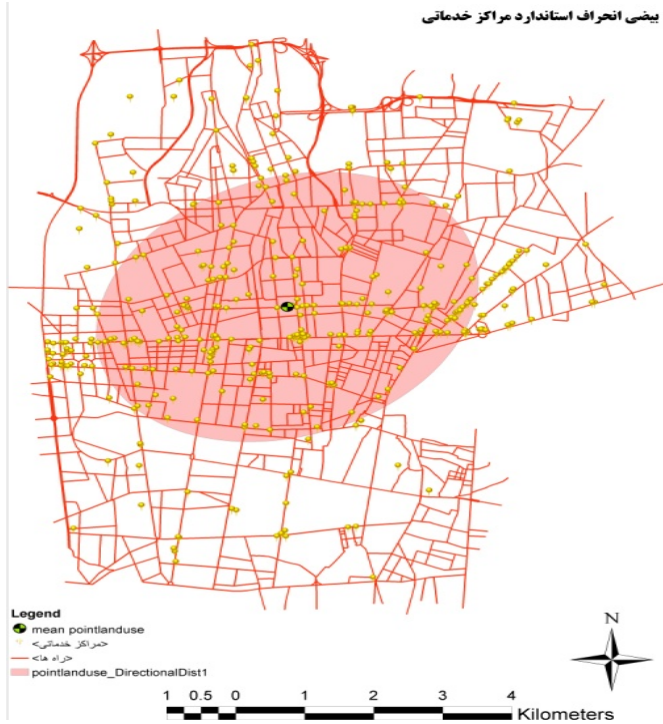 بیضی انحراف استاندارد مراکز خدماتی
Legend
mean pointlanduse
<مراکز خدماتی>
<راه ها>
pointlanduse_DirectionalDist1
N
1 0.5 0 1 2 3 4
Kilometers